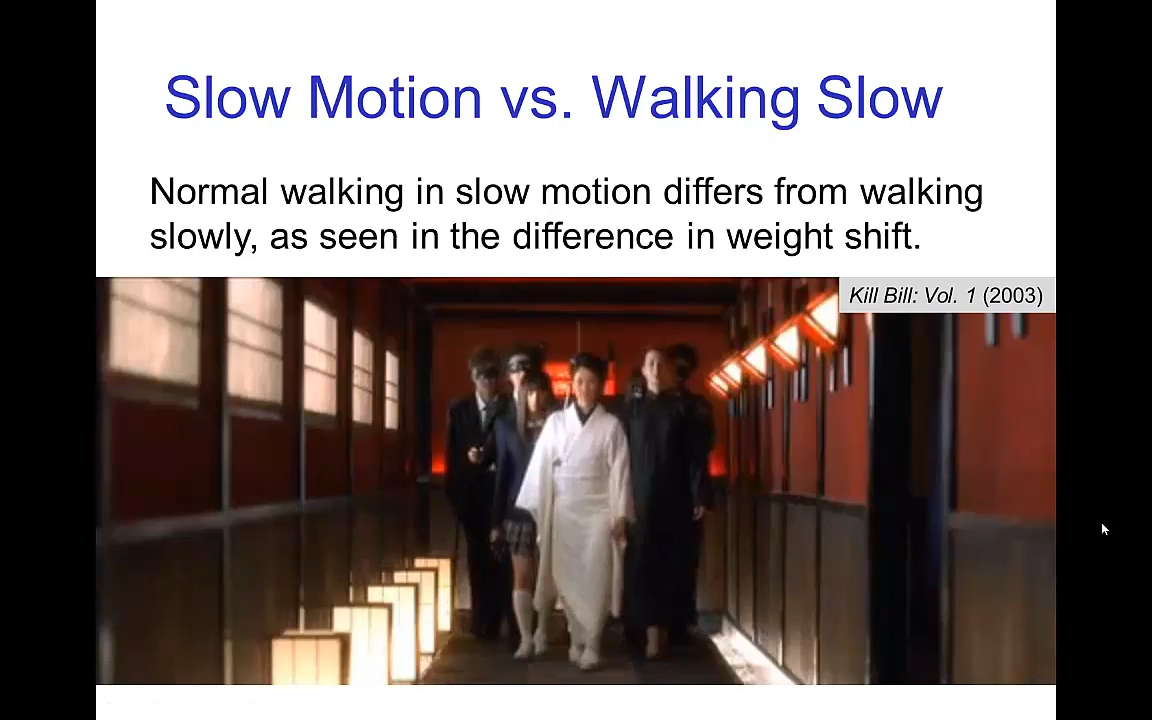 Slow Motion vs. Walking Slow
Normal walking in slow motion differs from walking
slowly, as seen in the difference in weight shift.
Kill Bill: Vol. 1 (2003)